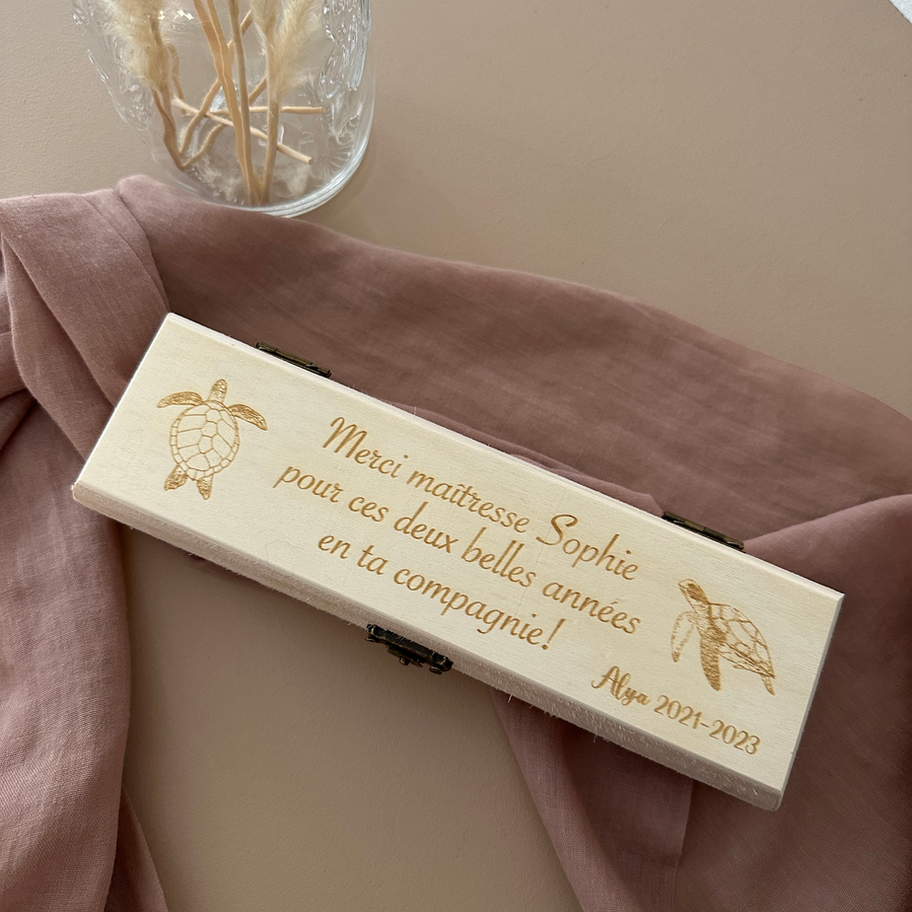 Merci maîtresse Sophie
pour ces deux belles années
en ta compagnie!
Alya 2021-2023